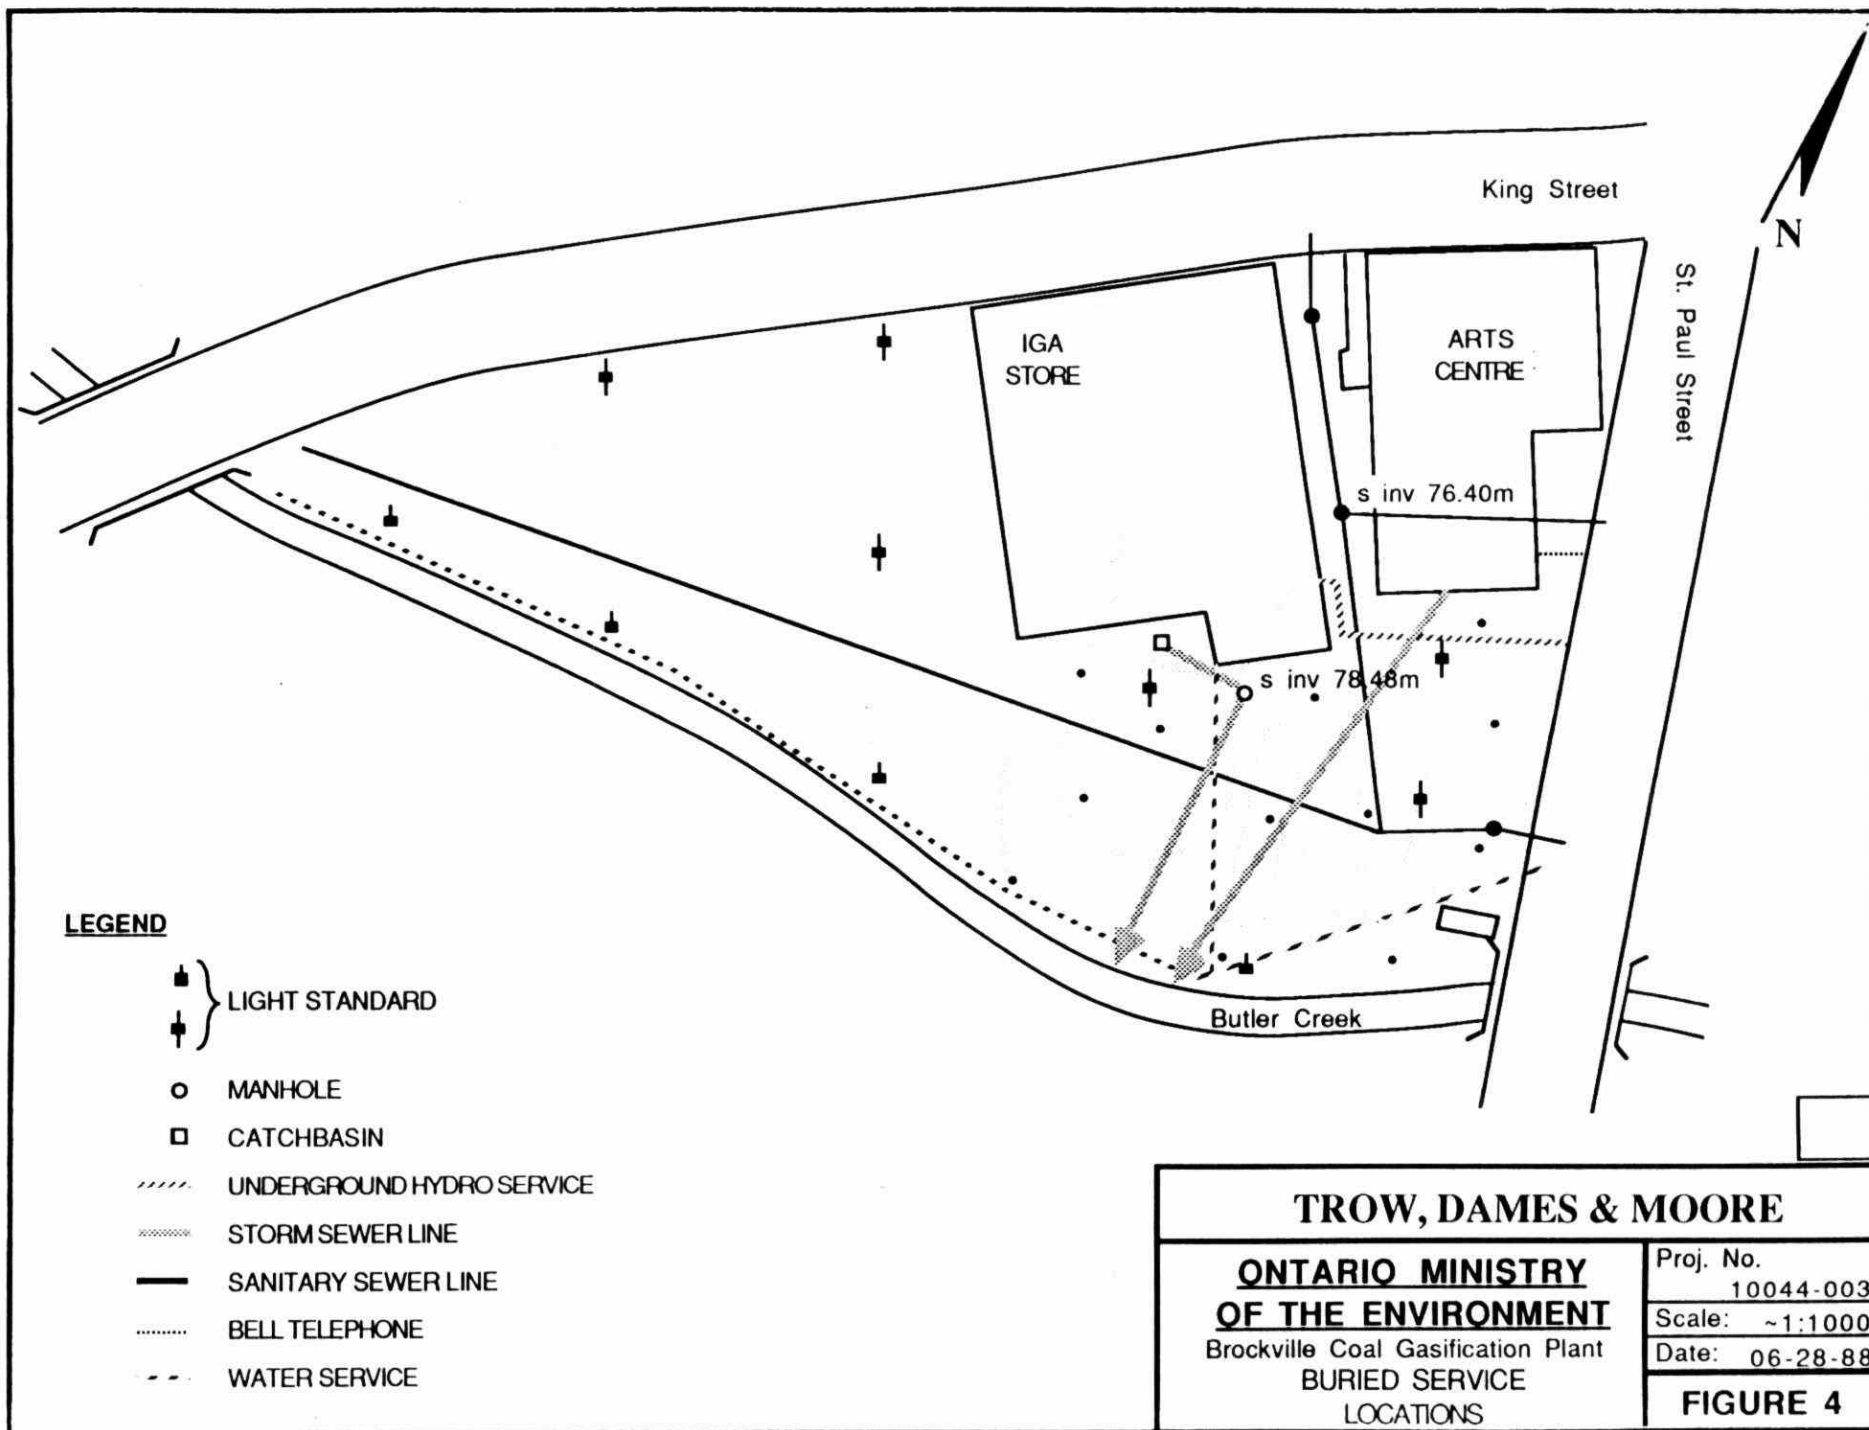 King Street
N
St. Paul Street
IGA
STORE
ARTS
CENTRE
s inv 76.40m
s inv 78.48m
Butler Creek
LEGEND
LIGHT STANDARD
MANHOLE
CATCHBASIN
UNDERGROUND HYDRO SERVICE
STORM SEWER LINE
SANITARY SEWER LINE
BELL TELEPHONE
WATER SERVICE
TROW, DAMES & MOORE
ONTARIO MINISTRY
OF THE ENVIRONMENT
Brockville Coal Gasification Plant
BURIED SERVICE
LOCATIONS
Proj. No.
10044-003
Scale: ~1:1000
Date: 06-28-88
FIGURE 4